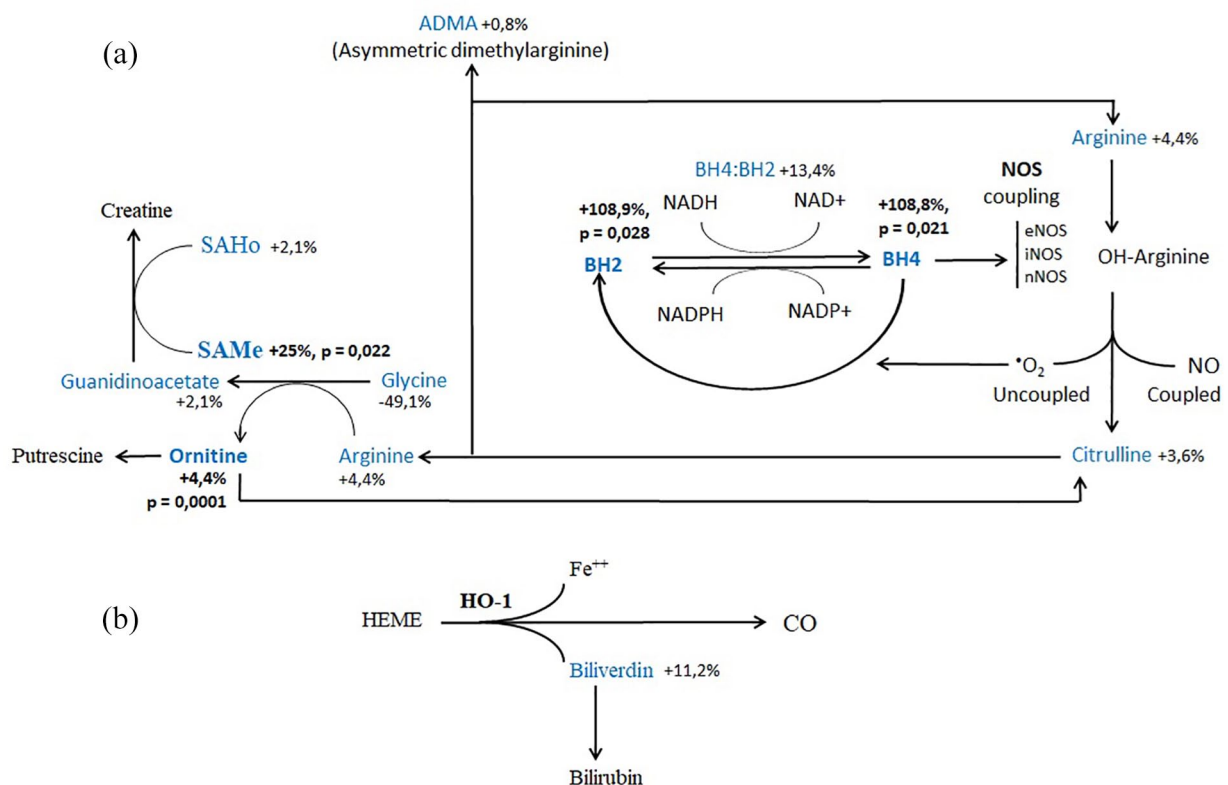 (a)
ADMA +0,8%
(Asymmetric dimethylarginine)
Arginine +4,4%
BH4:BH2 +13,4%
NOS
coupling
NADH
NAD+
+108,9%,
p = 0,028
+108,8%,
p = 0,021
eNOS
iNOS
nNOS
BH2
BH4
OH-Arginine
NADPH
NADP+
Creatine
SAHo +2,1%
SAMe +25%, p = 0,022
Guanidinoacetate
+2,1%
Glycine
-49,1%
•O2
Uncoupled
NO
Coupled
Putrescine
Ornitine
+4,4%
p = 0,0001
Arginine
+4,4%
Citrulline +3,6%
(b)
Fe++
HO-1
HEME
CO
Biliverdin +11,2%
Bilirubin